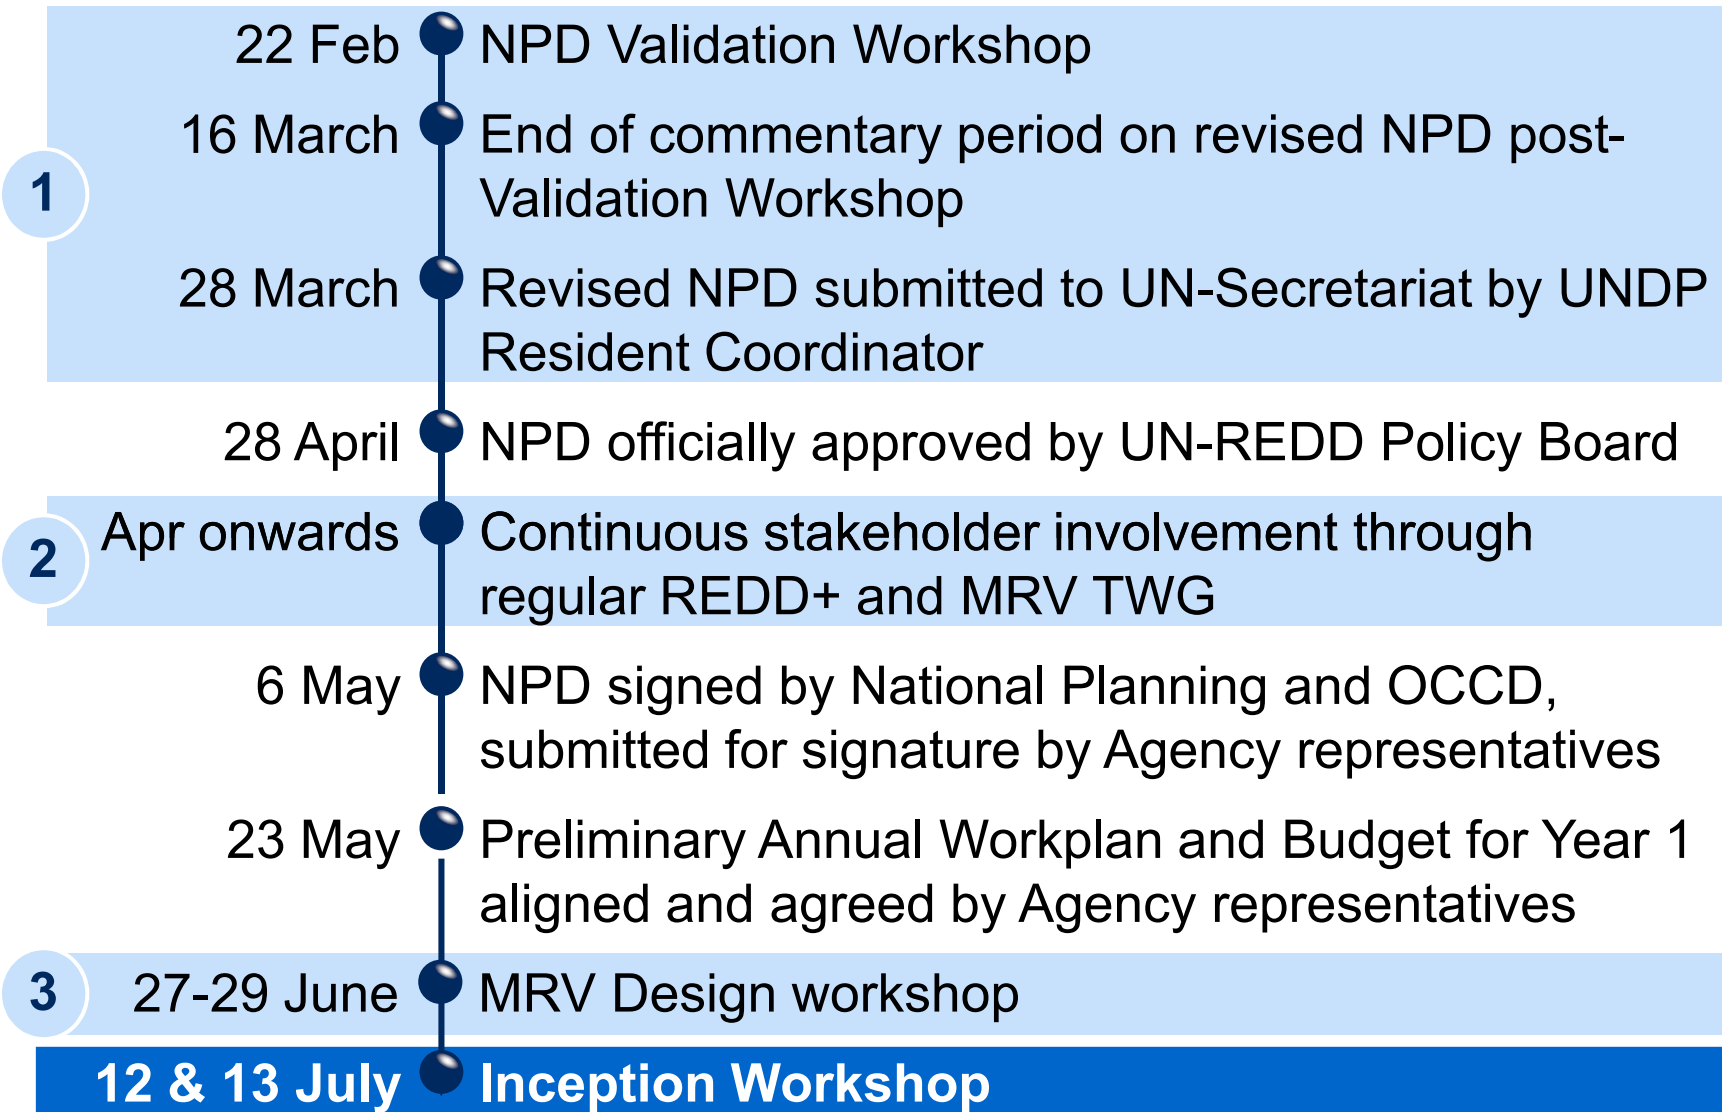 22 Feb NPD Validation Workshop
16 March End of commentary period on revised NPD post-
Validation Workshop
1
28 March Revised NPD submitted to UN-Secretariat by UNDP
Resident Coordinator
28 April NPD officially approved by UN-REDD Policy Board
Apr onwards Continuous stakeholder involvement through
2
regular REDD+ and MRV TWG
6 May NPD signed by National Planning and OCCD,
submitted for signature by Agency representatives
23 May Preliminary Annual Workplan and Budget for Year 1
aligned and agreed by Agency representatives
3 27-29 June MRV Design workshop
12 & 13 July Inception Workshop